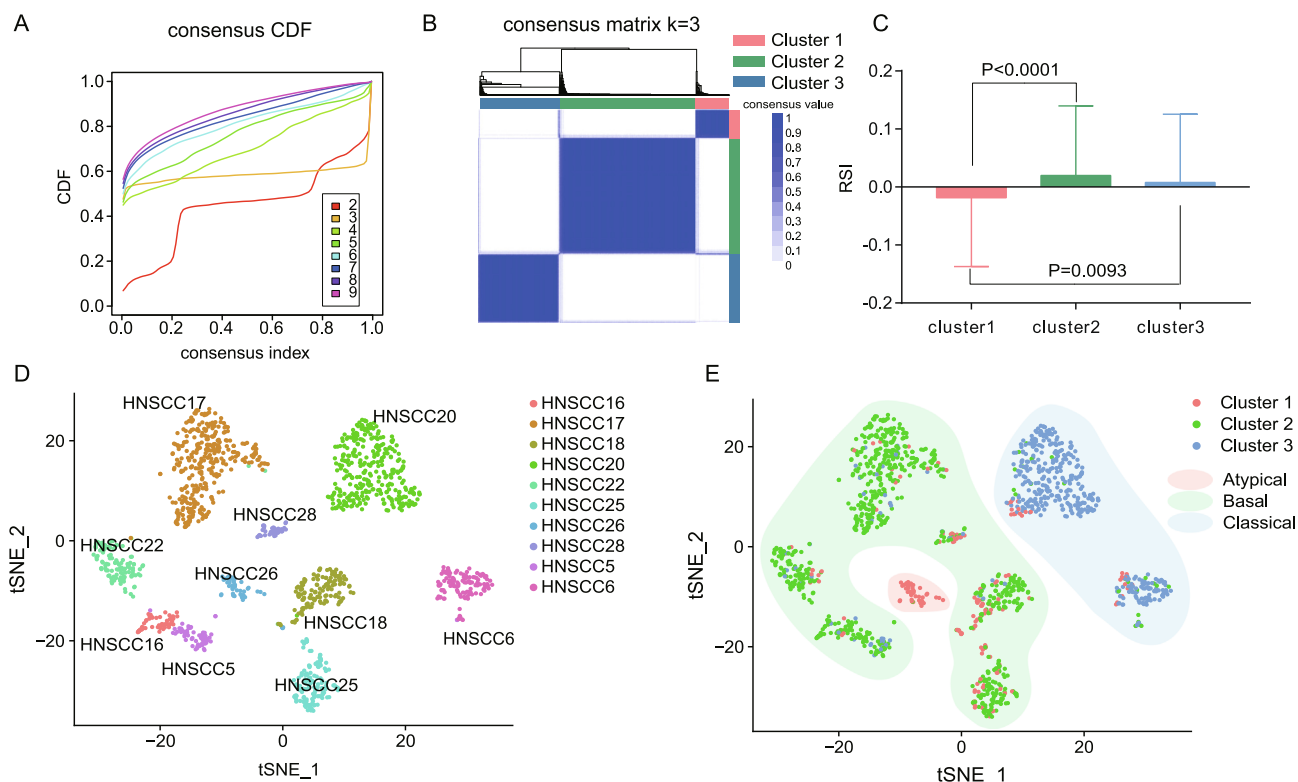 A
consensus CDF
1.0
0.8
0.6
0.4
0.2
0.0
CDF
2
3
4
5
6
7
8
9
0.0
0.2
0.4
0.6
0.8
1.0
consensus index
B
consensus matrix k=3
Cluster 1
Cluster 2
Cluster 3
consensus value
1
0.9
0.8
0.7
0.6
0.5
0.4
0.3
0.2
0.1
0
C
0.2
0.1
0.0
-0.1
-0.2
RSI
P<0.0001
P=0.0093
cluster1
cluster2
cluster3
D
20
0
−20
tSNE_2
HNSCC17
HNSCC20
HNSCC28
HNSCC22
HNSCC26
HNSCC18
HNSCC16
HNSCC5
HNSCC25
HNSCC6
−20
0
20
tSNE_1
HNSCC16
HNSCC17
HNSCC18
HNSCC20
HNSCC22
HNSCC25
HNSCC26
HNSCC28
HNSCC5
HNSCC6
E
20
0
−20
tSNE_2
−20
0
20
tSNE_1
Cluster 1
Cluster 2
Cluster 3
Atypical
Basal
Classical